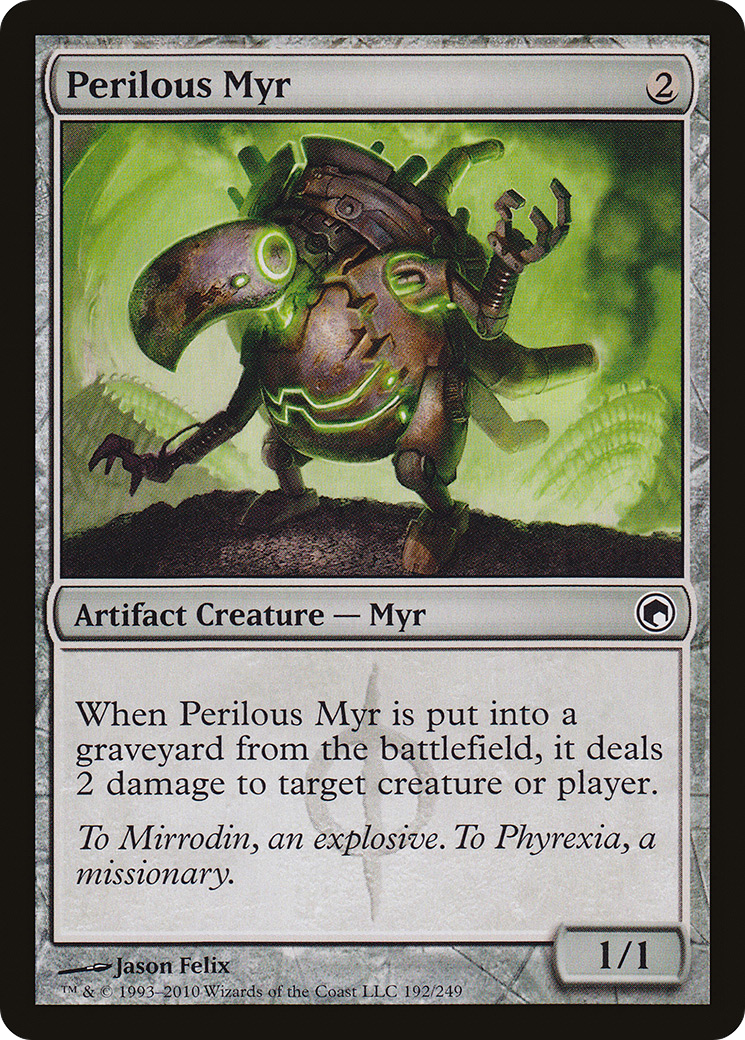 Perilous Myr
2
Artifact Creature — Myr
When Perilous Myr is put into a
graveyard from the battlefield, it deals
2 damage to target creature or player.
To Mirrodin, an explosive. To Phyrexia, a
missionary.
1/1
Jason Felix
™ & © 1993–2010 Wizards of the Coast LLC 192/249